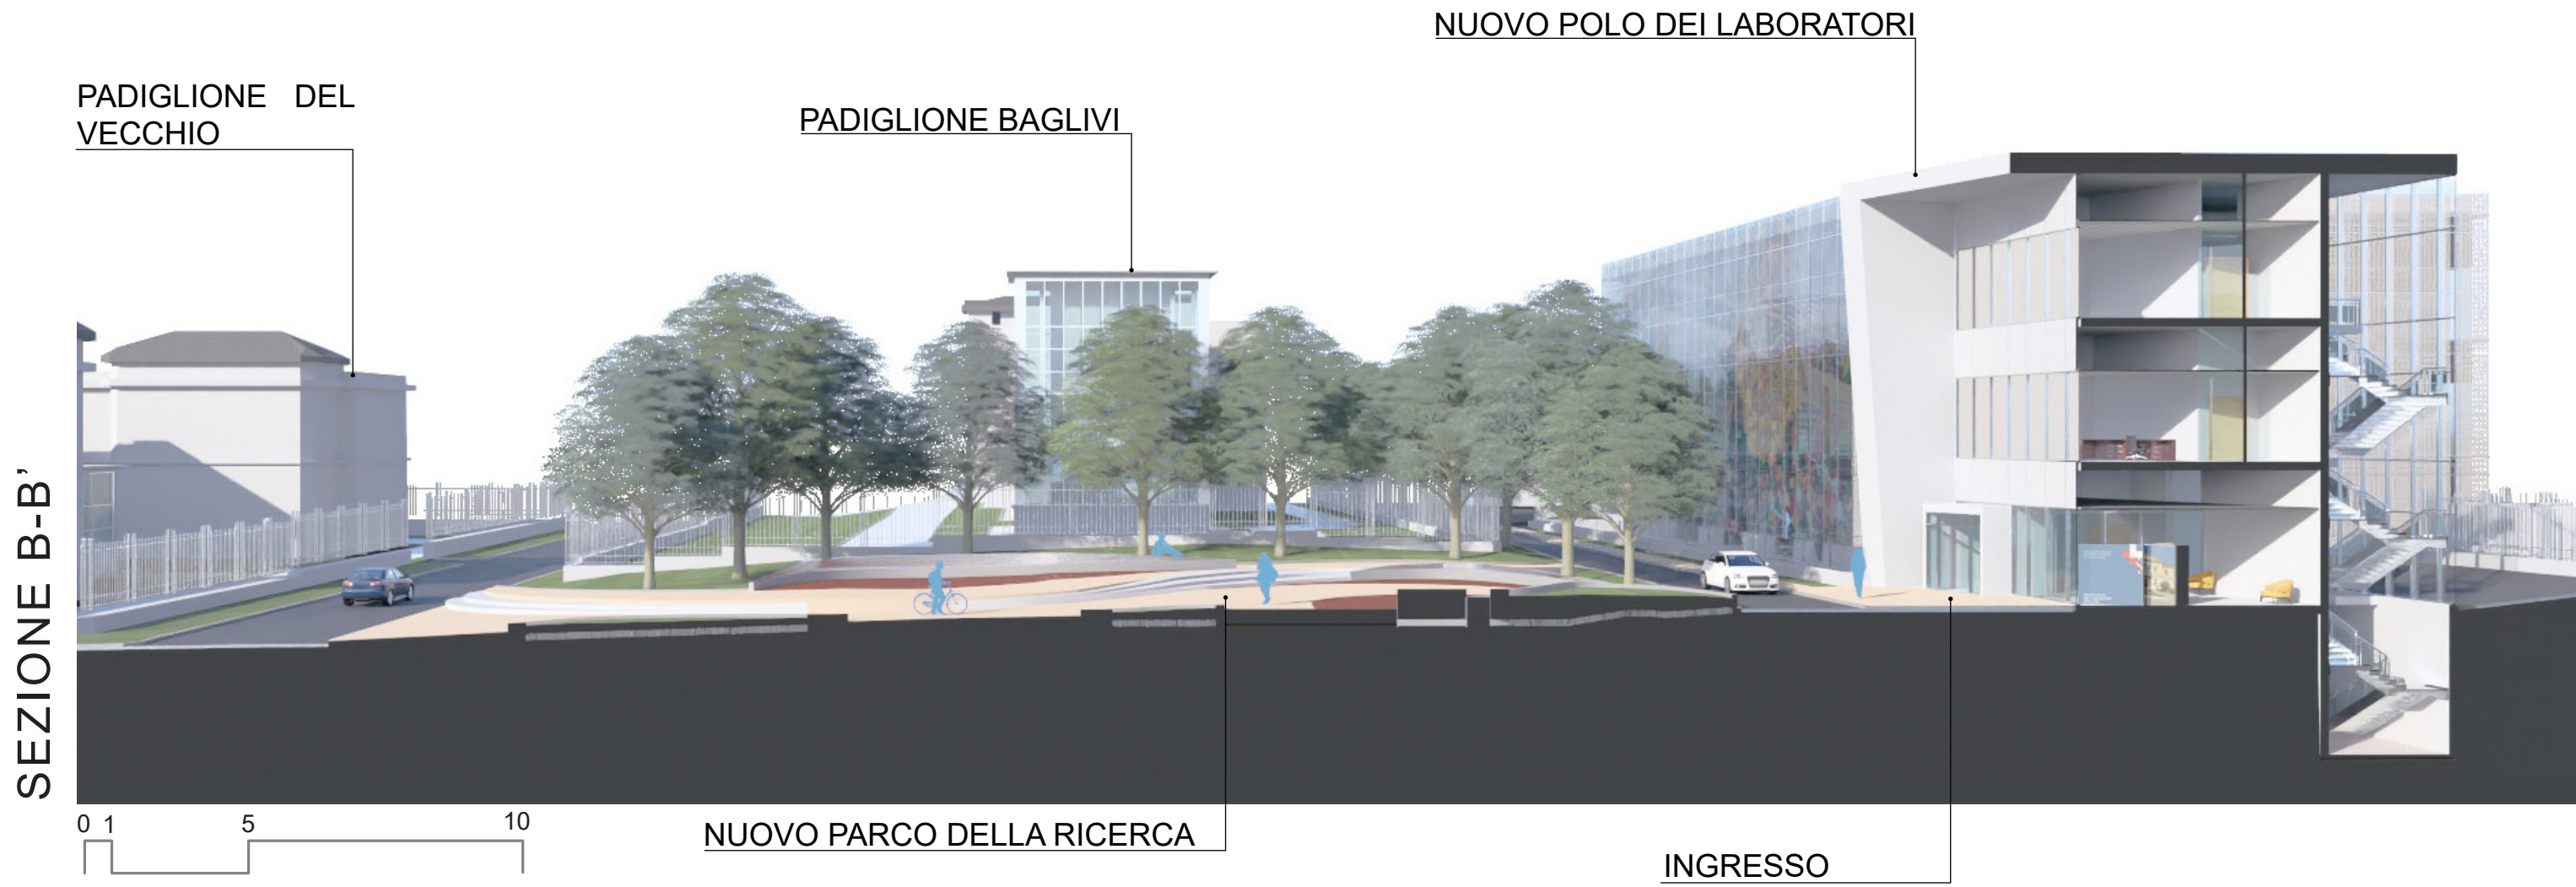 NUOVO POLO DEI LABORATORI
PADIGLIONE DEL
VECCHIO
PADIGLIONE BAGLIVI
SEZIONE B-B’
0 1 5 10
NUOVO PARCO DELLA RICERCA
INGRESSO